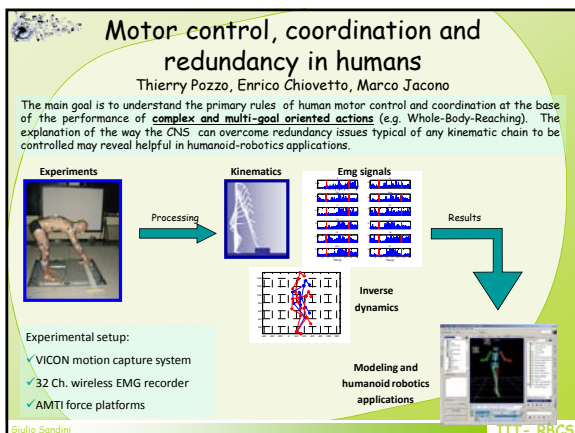 Motor control, coordination and
redundancy in humans
Thierry Pozzo, Enrico Chiovetto, Marco Jacono
The main goal is to understand the primary rules of human motor control and coordination at the base
of the performance of complex and multi-goal oriented actions (e.g. Whole-Body-Reaching). The
explanation of the way the CNS can overcome redundancy issues typical of any kinematic chain to be
controlled may reveal helpful in humanoid-robotics applications.
Experiments
Kinematics
Emg signals
Processing
Results
Inverse
dynamics
Experimental setup:
✓VICON motion capture system
✓32 Ch. wireless EMG recorder
✓AMTI force platforms
Modeling and
humanoid robotics
applications
Giulio Sandini
IIT- RBCS